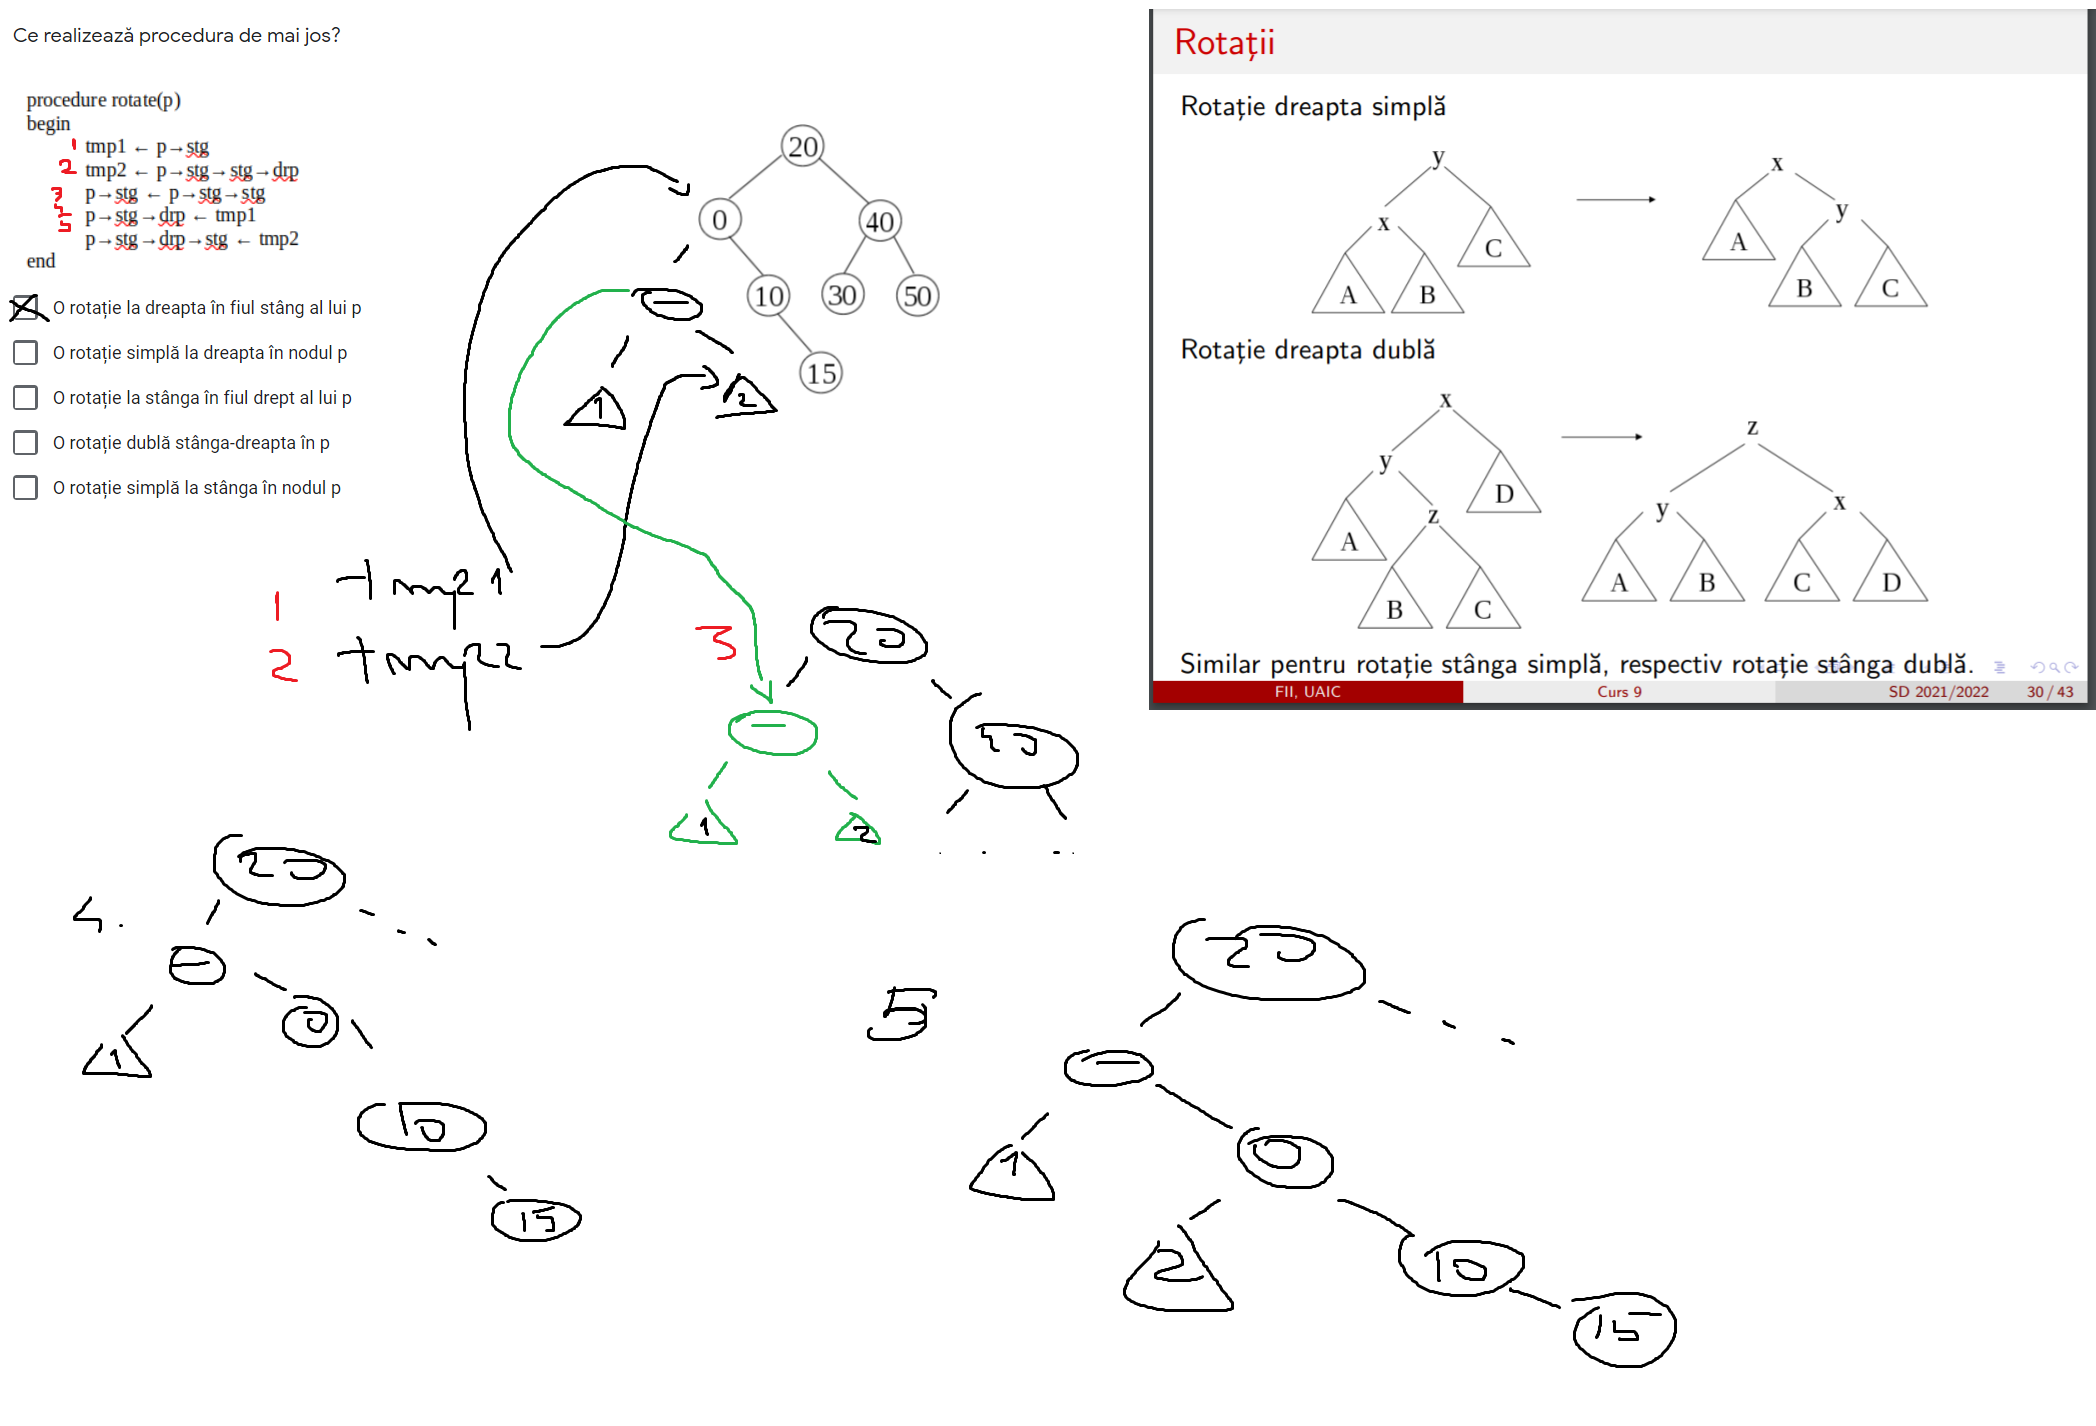 Ce realizează procedura de mai jos?
procedure rotate(p)
begin
1 tmp1 ← p→stg
2 tmp2 ← p→stg→stg→drp
3 p→stg ← p→stg→stg
4 p→stg→drp ← tmp1
5 p→stg→drp→stg ← tmp2
end
O rotație la dreapta în fiul stâng al lui p
O rotație simplă la dreapta în nodul p
O rotație la stânga în fiul drept al lui p
O rotație dublă stânga-dreapta în p
O rotație simplă la stânga în nodul p
20
0 40
10 30 50
15
1 2
1 tmp 1
2 tmp 2
3
20
40
1 2
4.
20
0
1
10
15
5
20
1 0
2 10
15
Rotații
Rotație dreapta simplă
y x
x y
C A
A B B C
Rotație dreapta dublă
x z
y y x
D
z
A
A B C D
B C
Similar pentru rotație stânga simplă, respectiv rotație stânga dublă.
FII, UAIC Curs 9 SD 2021/2022 30 / 43